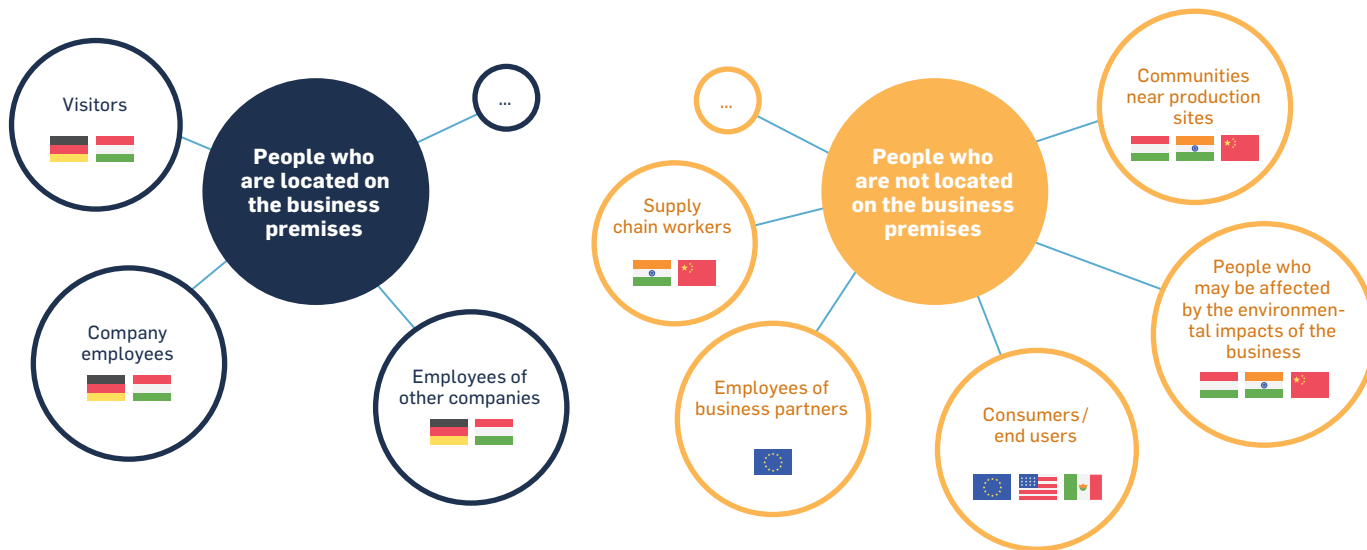 Visitors
People who
are located on
the business
premises
...
Company
employees
Employees of
other companies
...
People who
are not located
on the business
premises
Communities
near production
sites
Supply
chain workers
People who
may be affected
by the environmen-
tal impacts of the
business
Employees of
business partners
Consumers/
end users